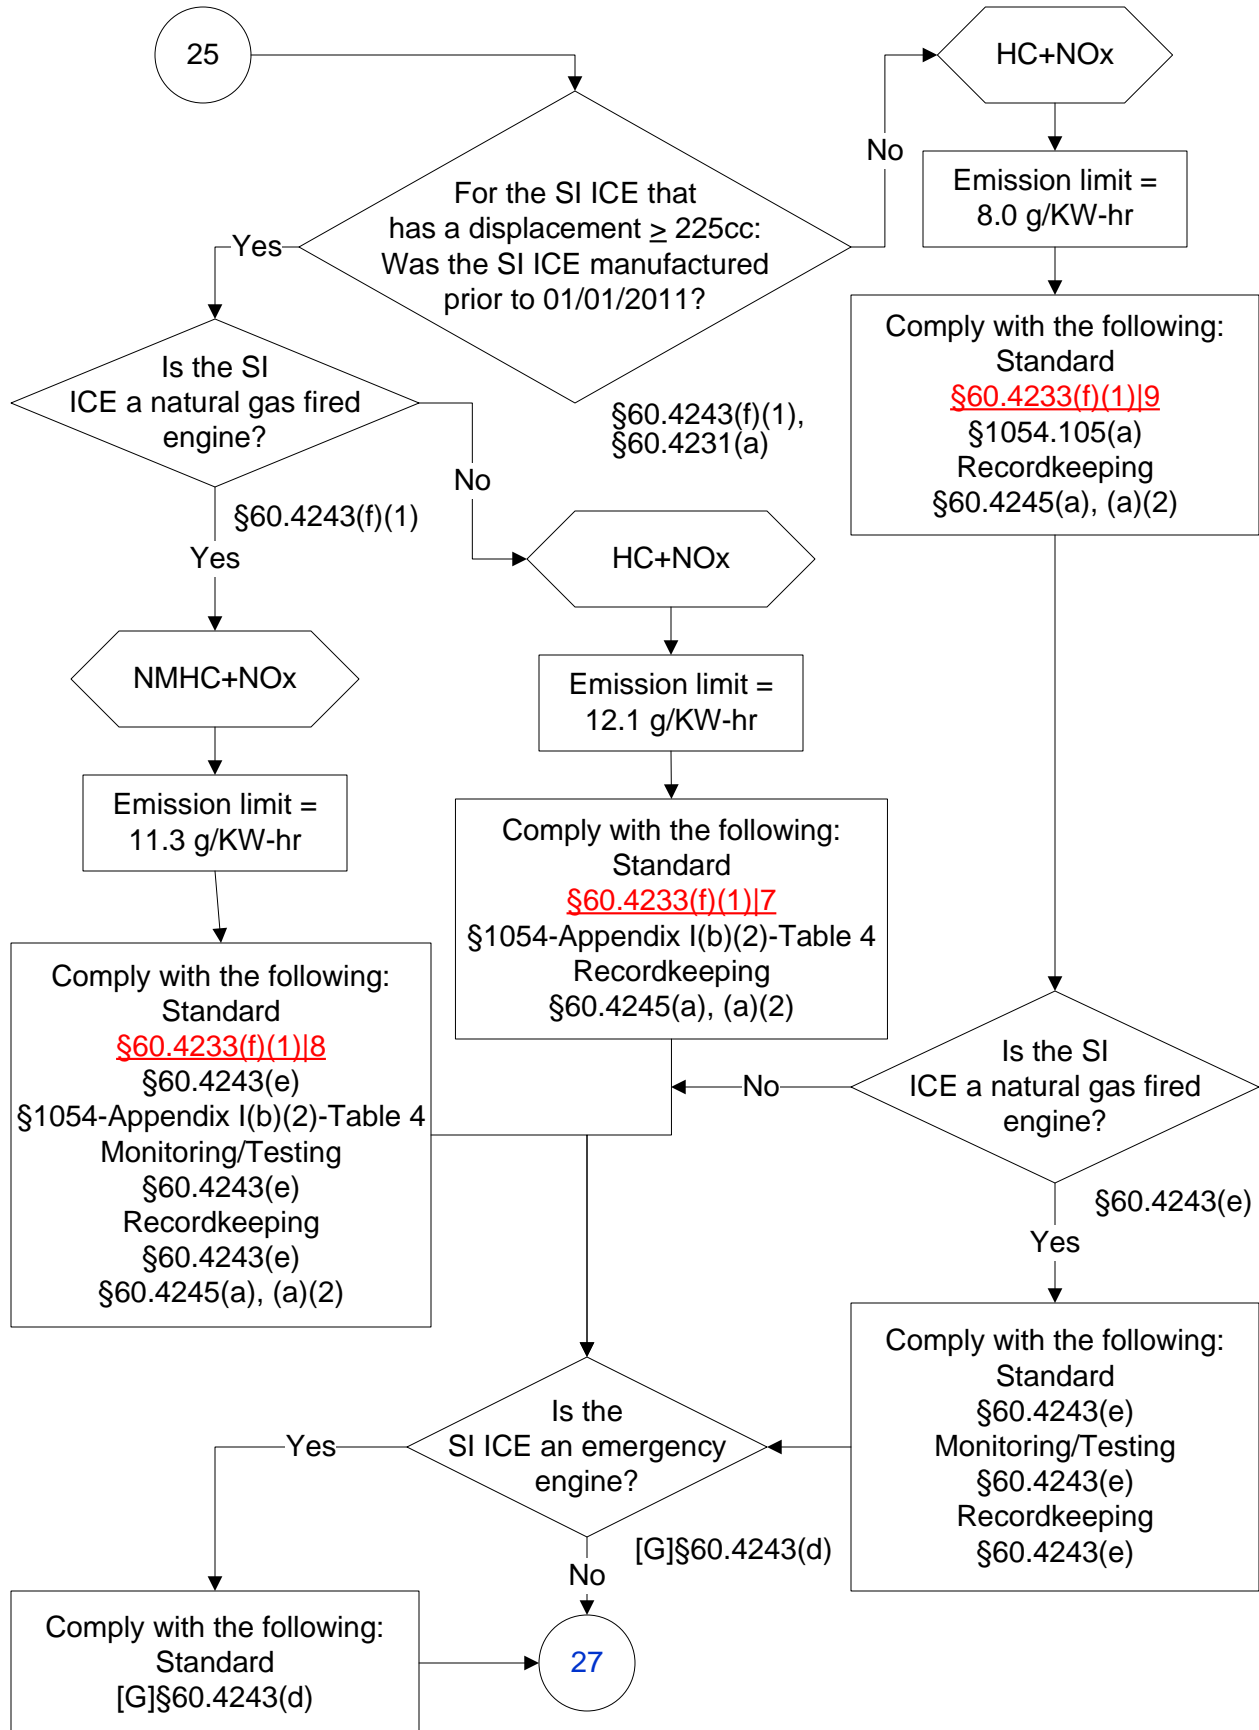 25
HC+NOx
No
Emission limit =
8.0 g/KW-hr
For the SI ICE that
has a displacement ≥ 225cc:
Was the SI ICE manufactured
prior to 01/01/2011?
Yes
§60.4243(f)(1),
§60.4231(a)
Comply with the following:
Standard
§60.4233(f)(1)|9
§1054.105(a)
Recordkeeping
§60.4245(a), (a)(2)
Is the SI
ICE a natural gas fired
engine?
§60.4243(f)(1)
No
Yes
HC+NOx
NMHC+NOx
Emission limit =
12.1 g/KW-hr
Emission limit =
11.3 g/KW-hr
Comply with the following:
Standard
§60.4233(f)(1)|7
§1054-Appendix I(b)(2)-Table 4
Recordkeeping
§60.4245(a), (a)(2)
Comply with the following:
Standard
§60.4233(f)(1)|8
§60.4243(e)
§1054-Appendix I(b)(2)-Table 4
Monitoring/Testing
§60.4243(e)
Recordkeeping
§60.4243(e)
§60.4245(a), (a)(2)
Is the SI
ICE a natural gas fired
engine?
No
§60.4243(e)
Yes
Comply with the following:
Standard
§60.4243(e)
Monitoring/Testing
§60.4243(e)
Recordkeeping
§60.4243(e)
Is the
SI ICE an emergency
engine?
Yes
[G]§60.4243(d)
No
Comply with the following:
Standard
[G]§60.4243(d)
27